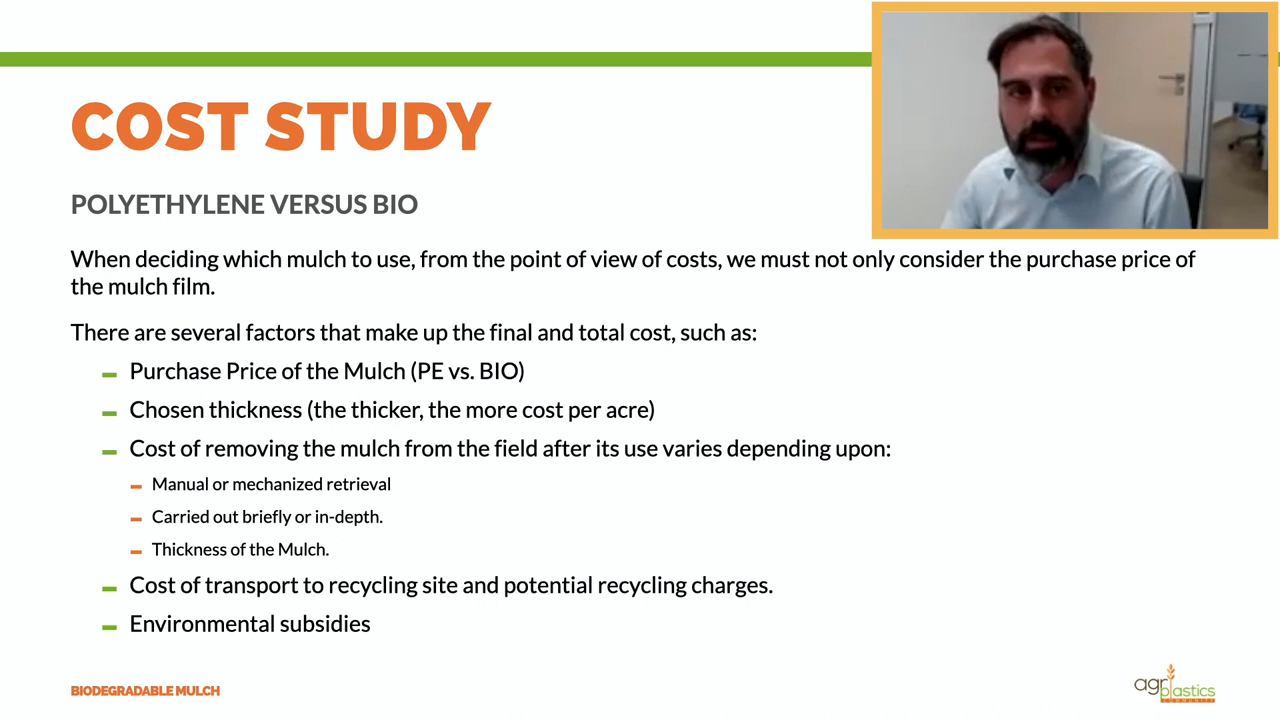 COST STUDY
POLYETHYLENE VERSUS BIO
When deciding which mulch to use, from the point of view of costs, we must not only consider the purchase price of
the mulch film.
There are several factors that make up the final and total cost, such as:
Purchase Price of the Mulch (PE vs. BIO)
Chosen thickness (the thicker, the more cost per acre)
Cost of removing the mulch from the field after its use varies depending upon:
Manual or mechanized retrieval
Carried out briefly or in-depth.
Thickness of the Mulch.
Cost of transport to recycling site and potential recycling charges.
Environmental subsidies
BIODEGRADABLE MULCH
agriplastics
COMMUNITY